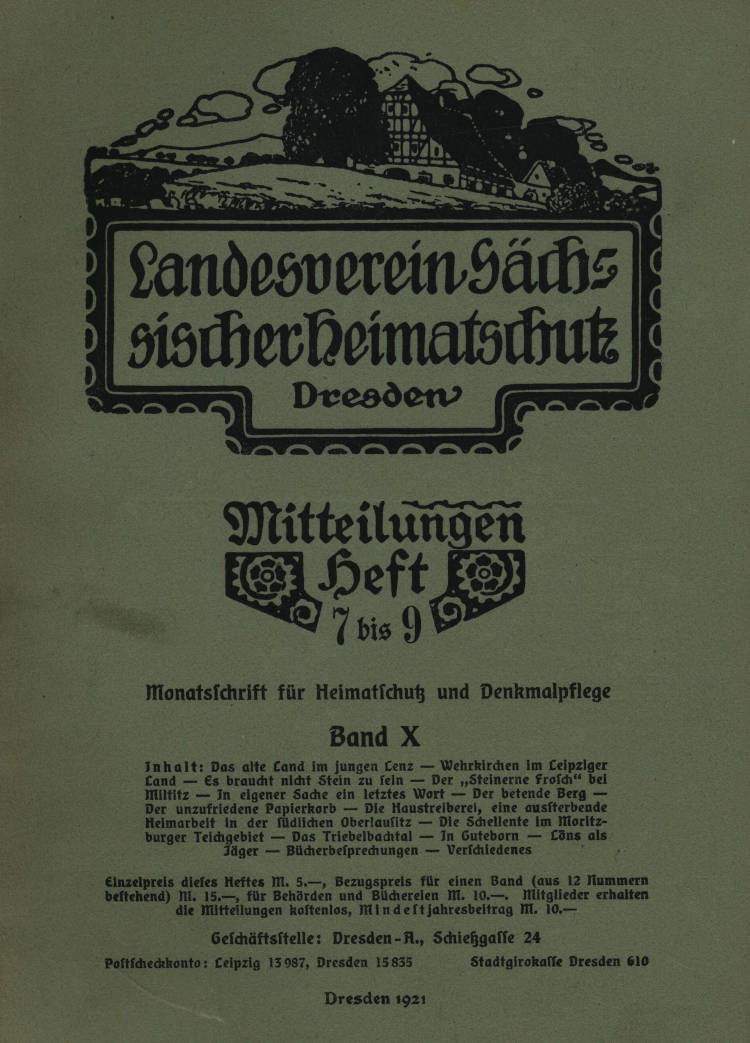 Landesverein Säch-
sischer Heimatschutz
Dresden
Mitteilungen
Heft
7 bis 9
Monatsſchrift für Heimatſchutz und Denkmalpflege
Band X
Inhalt: Das alte Land im jungen Lenz — Wehrkirchen im Leipziger
Land — Es braucht nicht Stein zu ſein — Der „Steinerne Froſch“ bei
Miltitz — In eigener Sache ein letztes Wort — Der betende Berg —
Der unzufriedene Papierkorb — Die Haustreiberei, eine ausſterbende
Heimarbeit in der ſüdlichen Oberlauſitz — Die Schellente im Moritz-
burger Teichgebiet — Das Triebelbachtal — In Guteborn — Löns als
Jäger — Bücherbeſprechungen — Verſchiedenes
Einzelpreis dieſes Heftes M. 5.—, Bezugspreis für einen Band (aus 12 Nummern
beſtehend) M. 15.—, für Behörden und Büchereien M. 10.—. Mitglieder erhalten
die Mitteilungen koſtenlos, Mindeſtjahresbeitrag M. 10.—
Geſchäftsſtelle: Dresden-A., Schießgaſſe 24
Poſtſcheckkonto: Leipzig 13987, Dresden 15835 Stadtgirokaſſe Dresden 610
Dresden 1921